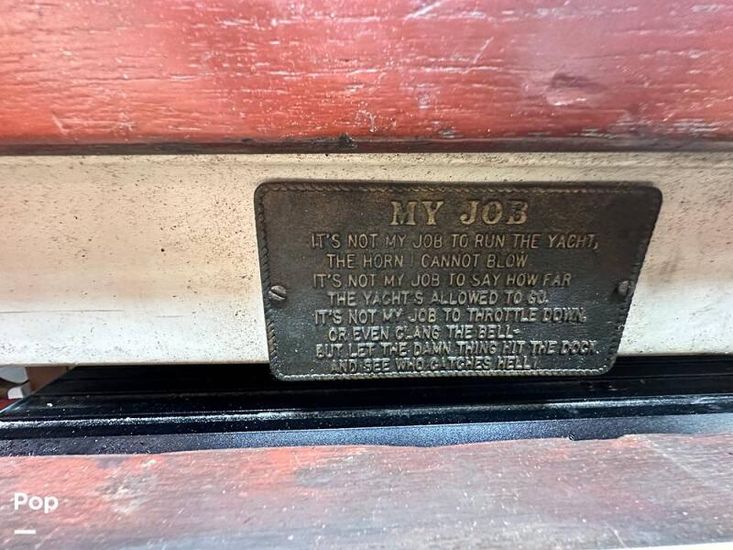 MY JOB
IT'S NOT MY JOB TO RUN THE YACHT,
THE HORN I CANNOT BLOW
IT'S NOT MY JOB TO SAY HOW FAR
THE YACHT'S ALLOWED TO GO.
IT'S NOT MY JOB TO THROTTLE DOWN,
OR EVEN CLANG THE BELL-
BUT LET THE DAMN THING HIT THE DOCK,
AND SEE WHO CATCHES HELL!
Pop